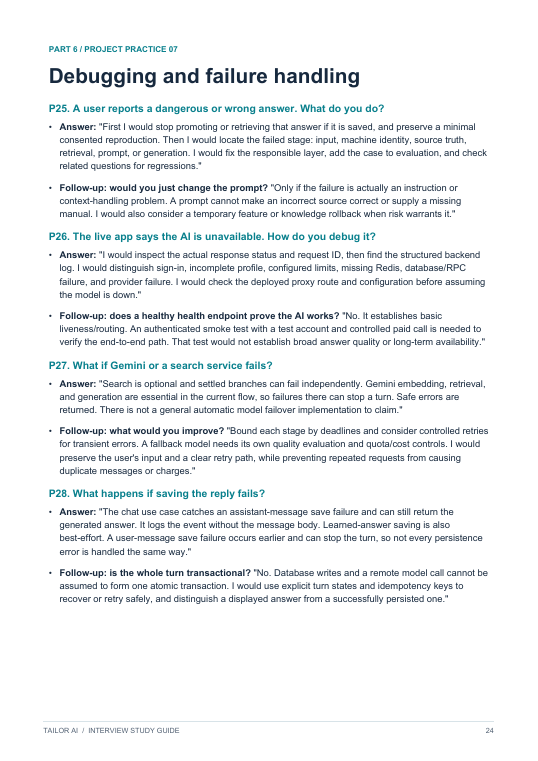 PART 6 / PROJECT PRACTICE 07
Debugging and failure handling
P25. A user reports a dangerous or wrong answer. What do you do?
• Answer: "First I would stop promoting or retrieving that answer if it is saved, and preserve a minimal
consented reproduction. Then I would locate the failed stage: input, machine identity, source truth,
retrieval, prompt, or generation. I would fix the responsible layer, add the case to evaluation, and check
related questions for regressions."
• Follow-up: would you just change the prompt? "Only if the failure is actually an instruction or
context-handling problem. A prompt cannot make an incorrect source correct or supply a missing
manual. I would also consider a temporary feature or knowledge rollback when risk warrants it."
P26. The live app says the AI is unavailable. How do you debug it?
• Answer: "I would inspect the actual response status and request ID, then find the structured backend
log. I would distinguish sign-in, incomplete profile, configured limits, missing Redis, database/RPC
failure, and provider failure. I would check the deployed proxy route and configuration before assuming
the model is down."
• Follow-up: does a healthy health endpoint prove the AI works? "No. It establishes basic
liveness/routing. An authenticated smoke test with a test account and controlled paid call is needed to
verify the end-to-end path. That test would not establish broad answer quality or long-term availability."
P27. What if Gemini or a search service fails?
• Answer: "Search is optional and settled branches can fail independently. Gemini embedding, retrieval,
and generation are essential in the current flow, so failures there can stop a turn. Safe errors are
returned. There is not a general automatic model failover implementation to claim."
• Follow-up: what would you improve? "Bound each stage by deadlines and consider controlled retries
for transient errors. A fallback model needs its own quality evaluation and quota/cost controls. I would
preserve the user's input and a clear retry path, while preventing repeated requests from causing
duplicate messages or charges."
P28. What happens if saving the reply fails?
• Answer: "The chat use case catches an assistant-message save failure and can still return the
generated answer. It logs the event without the message body. Learned-answer saving is also
best-effort. A user-message save failure occurs earlier and can stop the turn, so not every persistence
error is handled the same way."
• Follow-up: is the whole turn transactional? "No. Database writes and a remote model call cannot be
assumed to form one atomic transaction. I would use explicit turn states and idempotency keys to
recover or retry safely, and distinguish a displayed answer from a successfully persisted one."
TAILOR AI / INTERVIEW STUDY GUIDE
24